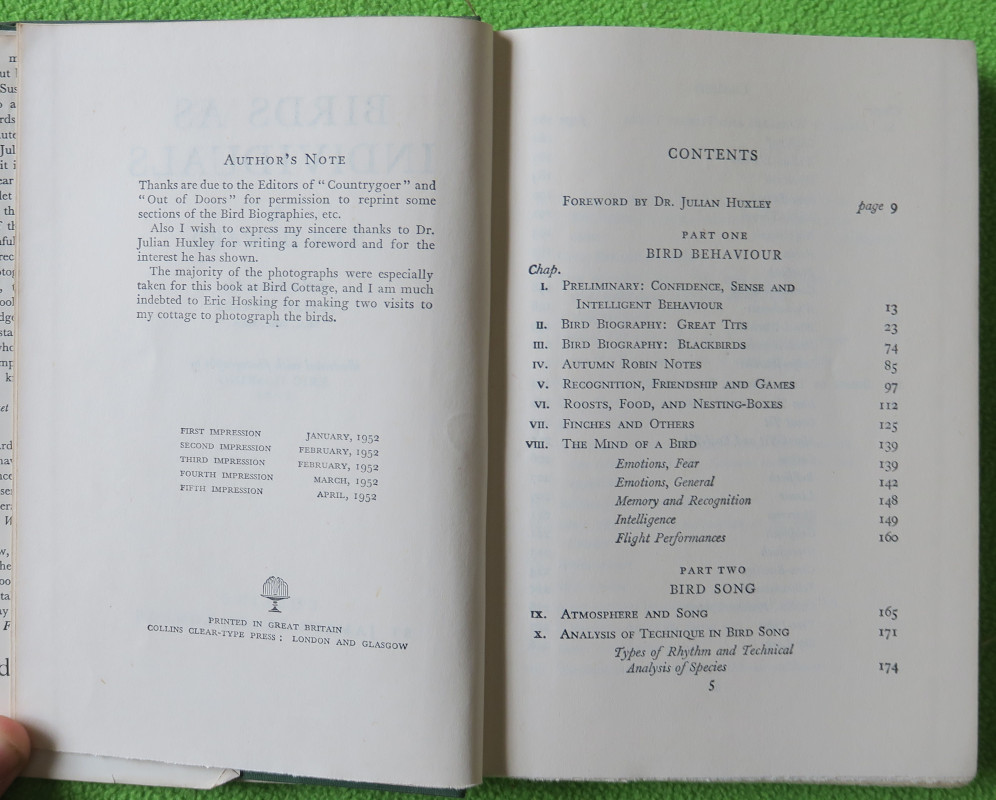 AUTHOR'S NOTE
Thanks are due to the Editors of "Countrygoer" and
"Out of Doors" for permission to reprint some
sections of the Bird Biographies, etc.
Also I wish to express my sincere thanks to Dr.
Julian Huxley for writing a foreword and for the
interest he has shown.
The majority of the photographs were especially
taken for this book at Bird Cottage, and I am much
indebted to Eric Hosking for making two visits to
my cottage to photograph the birds.
FIRST IMPRESSION JANUARY, 1952
SECOND IMPRESSION FEBRUARY, 1952
THIRD IMPRESSION FEBRUARY, 1952
FOURTH IMPRESSION MARCH, 1952
FIFTH IMPRESSION APRIL, 1952
PRINTED IN GREAT BRITAIN
COLLINS CLEAR-TYPE PRESS: LONDON AND GLASGOW
CONTENTS
FOREWORD BY DR. JULIAN HUXLEY page 9
PART ONE
BIRD BEHAVIOUR
Chap.
I. PRELIMINARY: CONFIDENCE, SENSE AND
INTELLIGENT BEHAVIOUR 13
II. BIRD BIOGRAPHY: GREAT TITS 23
III. BIRD BIOGRAPHY: BLACKBIRDS 74
IV. AUTUMN ROBIN NOTES 85
V. RECOGNITION, FRIENDSHIP AND GAMES 97
VI. ROOSTS, FOOD, AND NESTING-BOXES 112
VII. FINCHES AND OTHERS 125
VIII. THE MIND OF A BIRD 139
Emotions, Fear 139
Emotions, General 142
Memory and Recognition 148
Intelligence 149
Flight Performances 160
PART TWO
BIRD SONG
IX. ATMOSPHERE AND SONG 165
X. ANALYSIS OF TECHNIQUE IN BIRD SONG 171
Types of Rhythm and Technical
Analysis of Species 174
5